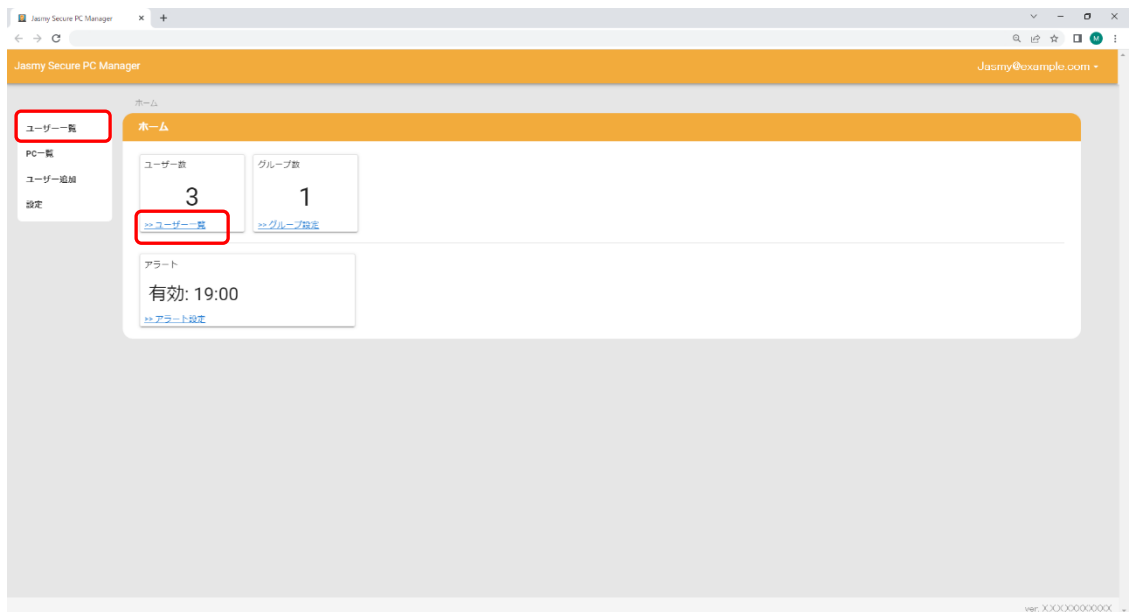 Jasmy Secure PC Manager
Jasmy Secure PC Manager
Jasmy@example.com
ホーム
ユーザー一覧
PC一覧
ユーザー追加
設定
ホーム
ユーザー数
3
>> ユーザー一覧
グループ数
1
>> グループ設定
アラート
有効: 19:00
>> アラート設定
ver. XXXXXXXXXXX